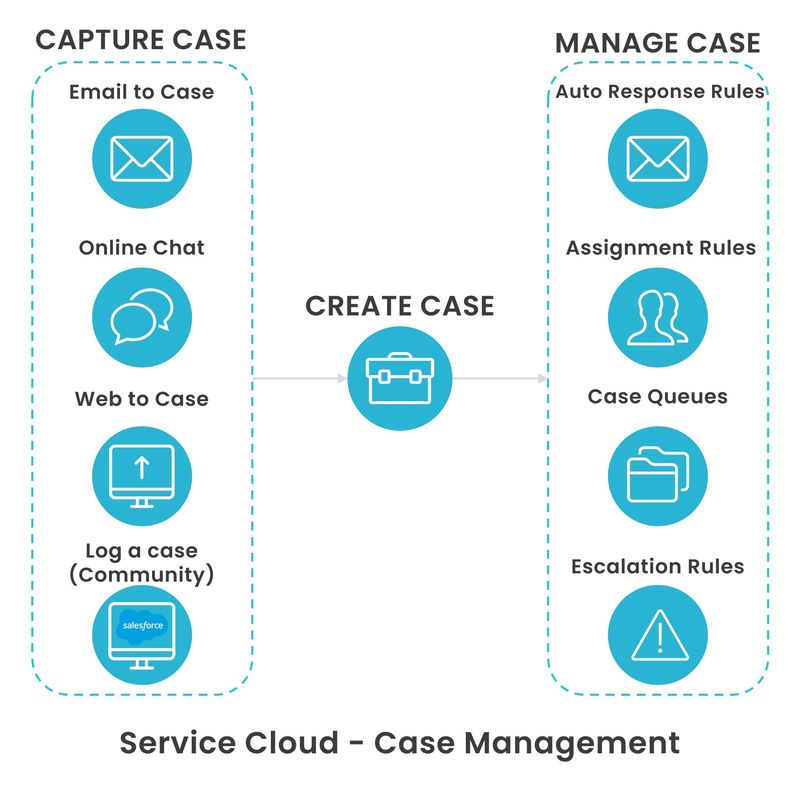 CAPTURE CASE
Email to Case
Online Chat
Web to Case
Log a case
(Community)
salesforce
CREATE CASE
MANAGE CASE
Auto Response Rules
Assignment Rules
Case Queues
Escalation Rules
Service Cloud - Case Management